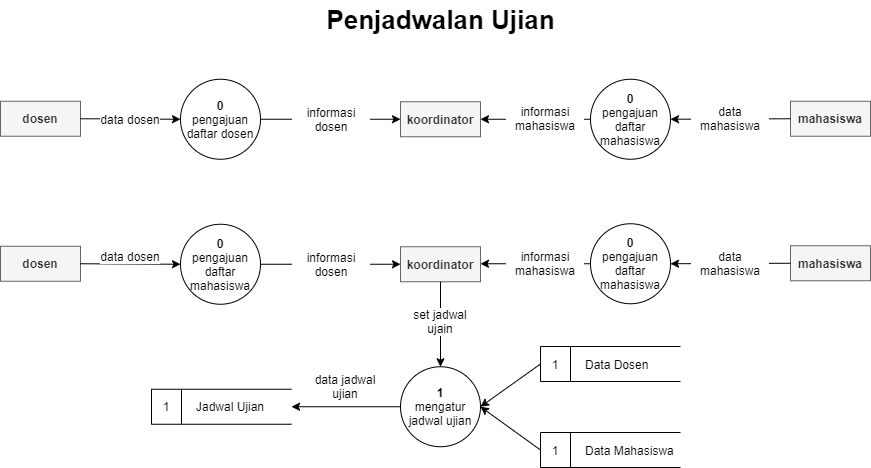 Penjadwalan Ujian
dosen
data dosen
0
pengajuan
daftar dosen
informasi
dosen
koordinator
informasi
mahasiswa
0
pengajuan
daftar
mahasiswa
data
mahasiswa
mahasiswa
dosen
data dosen
0
pengajuan
daftar
mahasiswa
informasi
dosen
koordinator
informasi
mahasiswa
0
pengajuan
daftar
mahasiswa
data
mahasiswa
mahasiswa
set jadwal
ujain
1
Jadwal Ujian
data jadwal
ujian
1
mengatur
jadwal ujian
1
Data Dosen
1
Data Mahasiswa